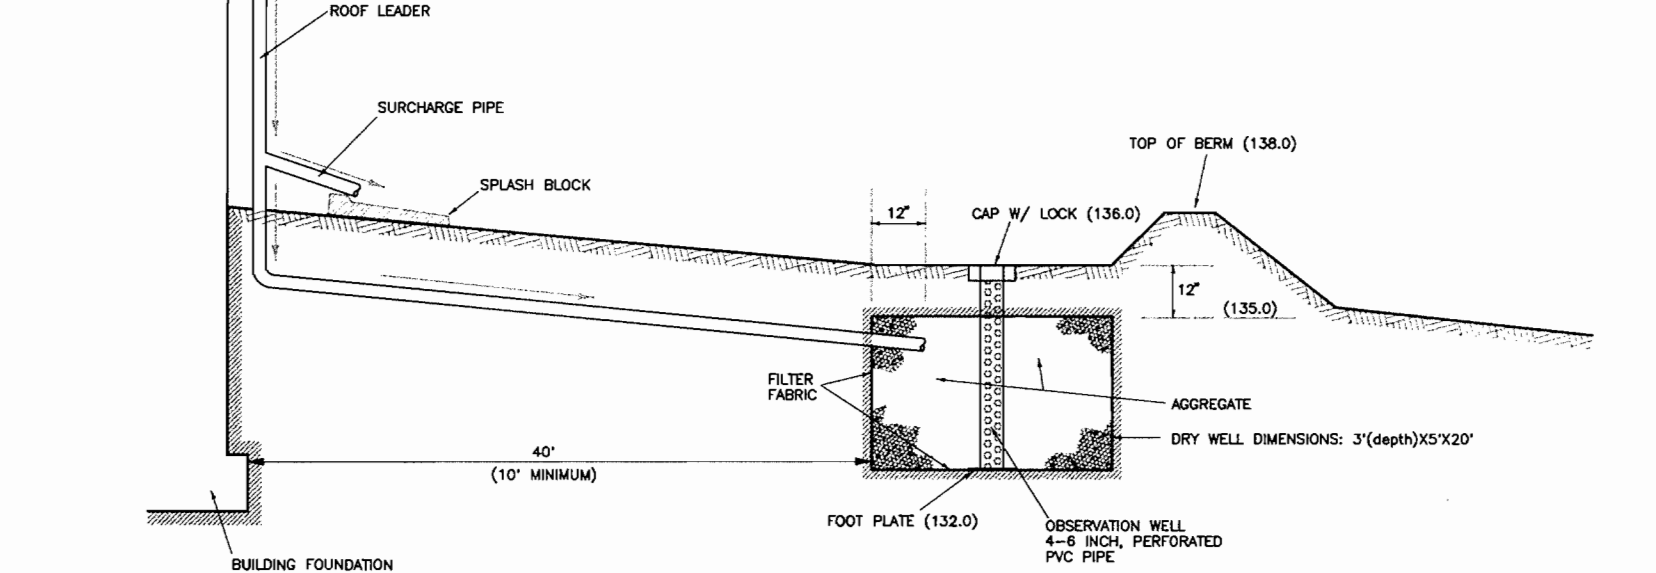 ROOF LEADER
SURCHARGE PIPE
TOP OF BERM (138.0)
SPLASH BLOCK
12"
CAP W/ LOCK (136.0)
12"
(135.0)
FILTER
FABRIC
AGGREGATE
DRY WELL DIMENSIONS: 3'(depth)X5'X20'
40'
(10' MINIMUM)
FOOT PLATE (132.0)
OBSERVATION WELL
4-6 INCH, PERFORATED
PVC PIPE
BUILDING FOUNDATION